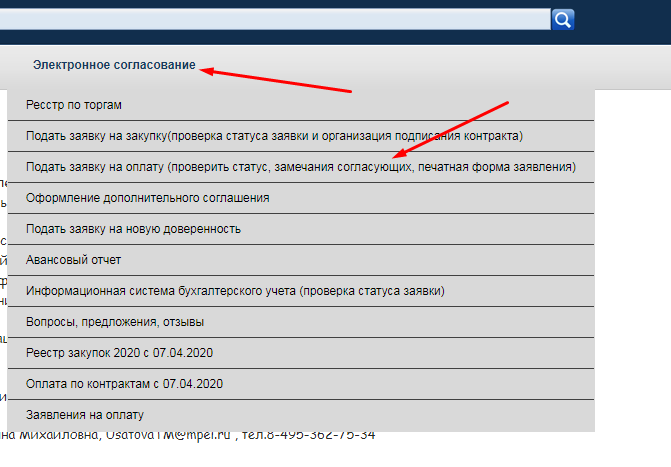 Электронное согласование
Ресстр по торгам
Подать заявку на закупку(проверка статуса заявки и организация подписания контракта)
Подать заявку на оплату (проверить статус, замечания согласующих, печатная форма заявления)
Оформление дополнительного соглашения
Подать заявку на новую доверенность
Авансовый отчет
Информационная система бухгалтерского учета (проверка статуса заявки)
Вопросы, предложения, отзывы
Реестр закупок 2020 с 07.04.2020
Оплата по контрактам с 07.04.2020
Заявления на оплату
на Михайловна, UsatovaTM@mpei.ru , тел.8-495-362-75-34